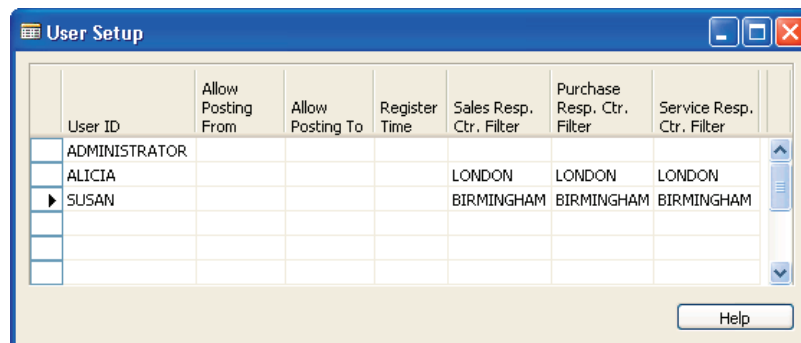 User Setup
User ID Allow Posting From Allow Posting To Register Time Sales Resp. Ctr. Filter Purchase Resp. Ctr. Filter Service Resp. Ctr. Filter
ADMINISTRATOR
ALICIA LONDON LONDON LONDON
SUSAN BIRMINGHAM BIRMINGHAM BIRMINGHAM
Help